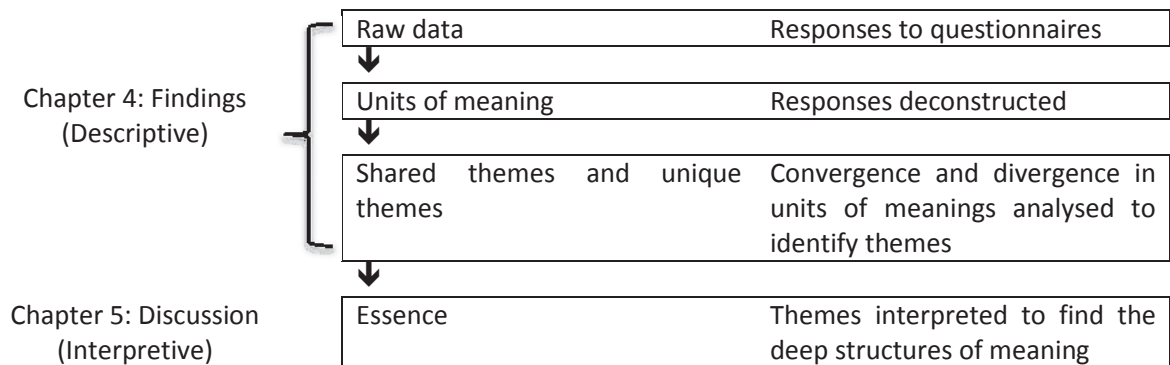 Raw data
Responses to questionnaires
Chapter 4: Findings
(Descriptive)
Units of meaning
Responses deconstructed
Shared themes and unique
themes
Convergence and divergence in
units of meanings analysed to
identify themes
Chapter 5: Discussion
(Interpretive)
Essence
Themes interpreted to find the
deep structures of meaning